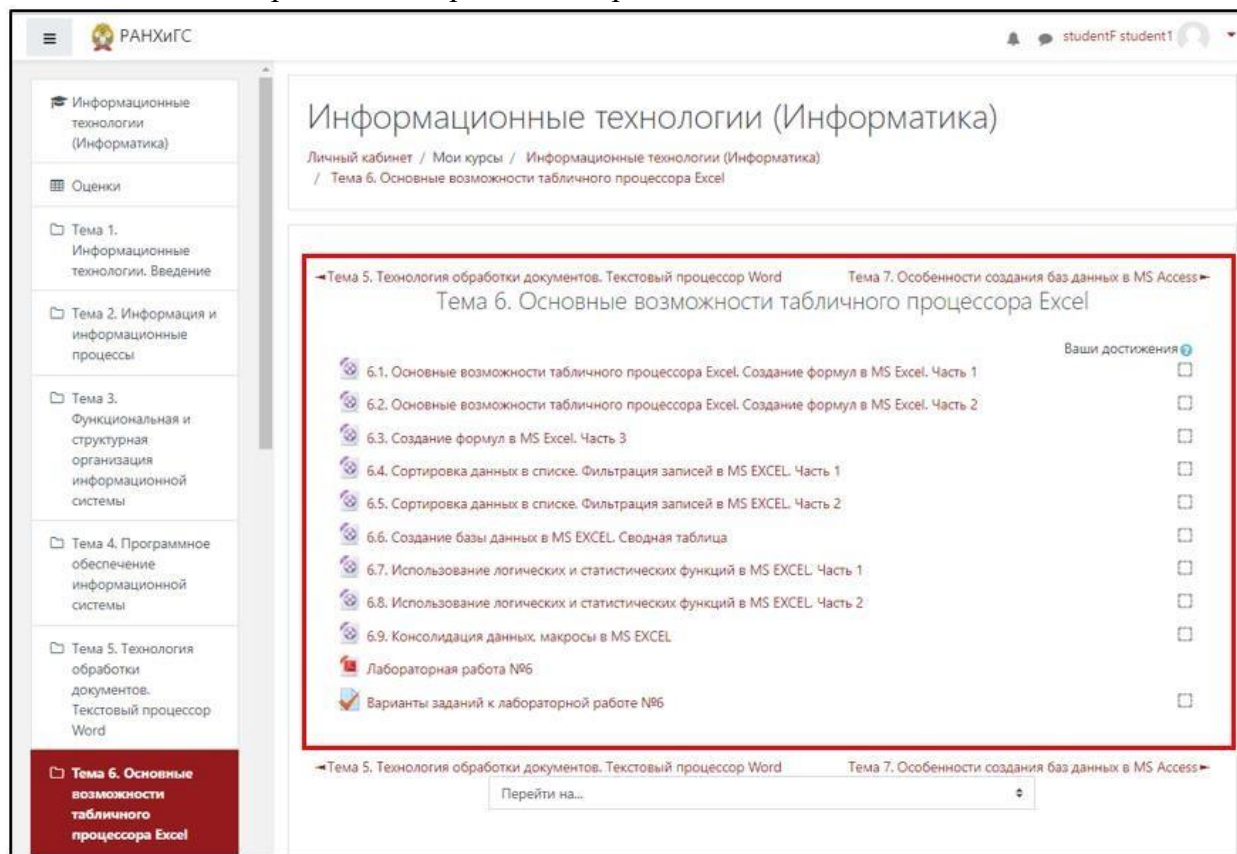 РАНХиГС
studentF student1
Информационные
технологии
(Информатика)
Оценки
Тема 1.
Информационные
технологии. Введение
Тема 2. Информация и
информационные
процессы
Тема 3.
Функциональная и
структурная
организация
информационной
системы
Тема 4. Программное
обеспечение
информационной
системы
Тема 5. Технология
обработки
документов.
Текстовый процессор
Word
Тема 6. Основные
возможности
табличного
процессора Excel
Информационные технологии (Информатика)
Личный кабинет / Мои курсы / Информационные технологии (Информатика)
/ Тема 6. Основные возможности табличного процессора Excel
◄Тема 5. Технология обработки документов. Текстовый процессор Word Тема 7. Особенности создания баз данных в MS Access►
Тема 6. Основные возможности табличного процессора Excel
Ваши достижения
6.1. Основные возможности табличного процессора Excel. Создание формул в MS Excel. Часть 1
6.2. Основные возможности табличного процессора Excel. Создание формул в MS Excel. Часть 2
6.3. Создание формул в MS Excel. Часть 3
6.4. Сортировка данных в списке. Фильтрация записей в MS EXCEL. Часть 1
6.5. Сортировка данных в списке. Фильтрация записей в MS EXCEL. Часть 2
6.6. Создание базы данных в MS EXCEL. Сводная таблица
6.7. Использование логических и статистических функций в MS EXCEL. Часть 1
6.8. Использование логических и статистических функций в MS EXCEL. Часть 2
6.9. Консолидация данных, макросы в MS EXCEL
Лабораторная работа №6
Варианты заданий к лабораторной работе №6
◄Тема 5. Технология обработки документов. Текстовый процессор Word Тема 7. Особенности создания баз данных в MS Access►
Перейти на...